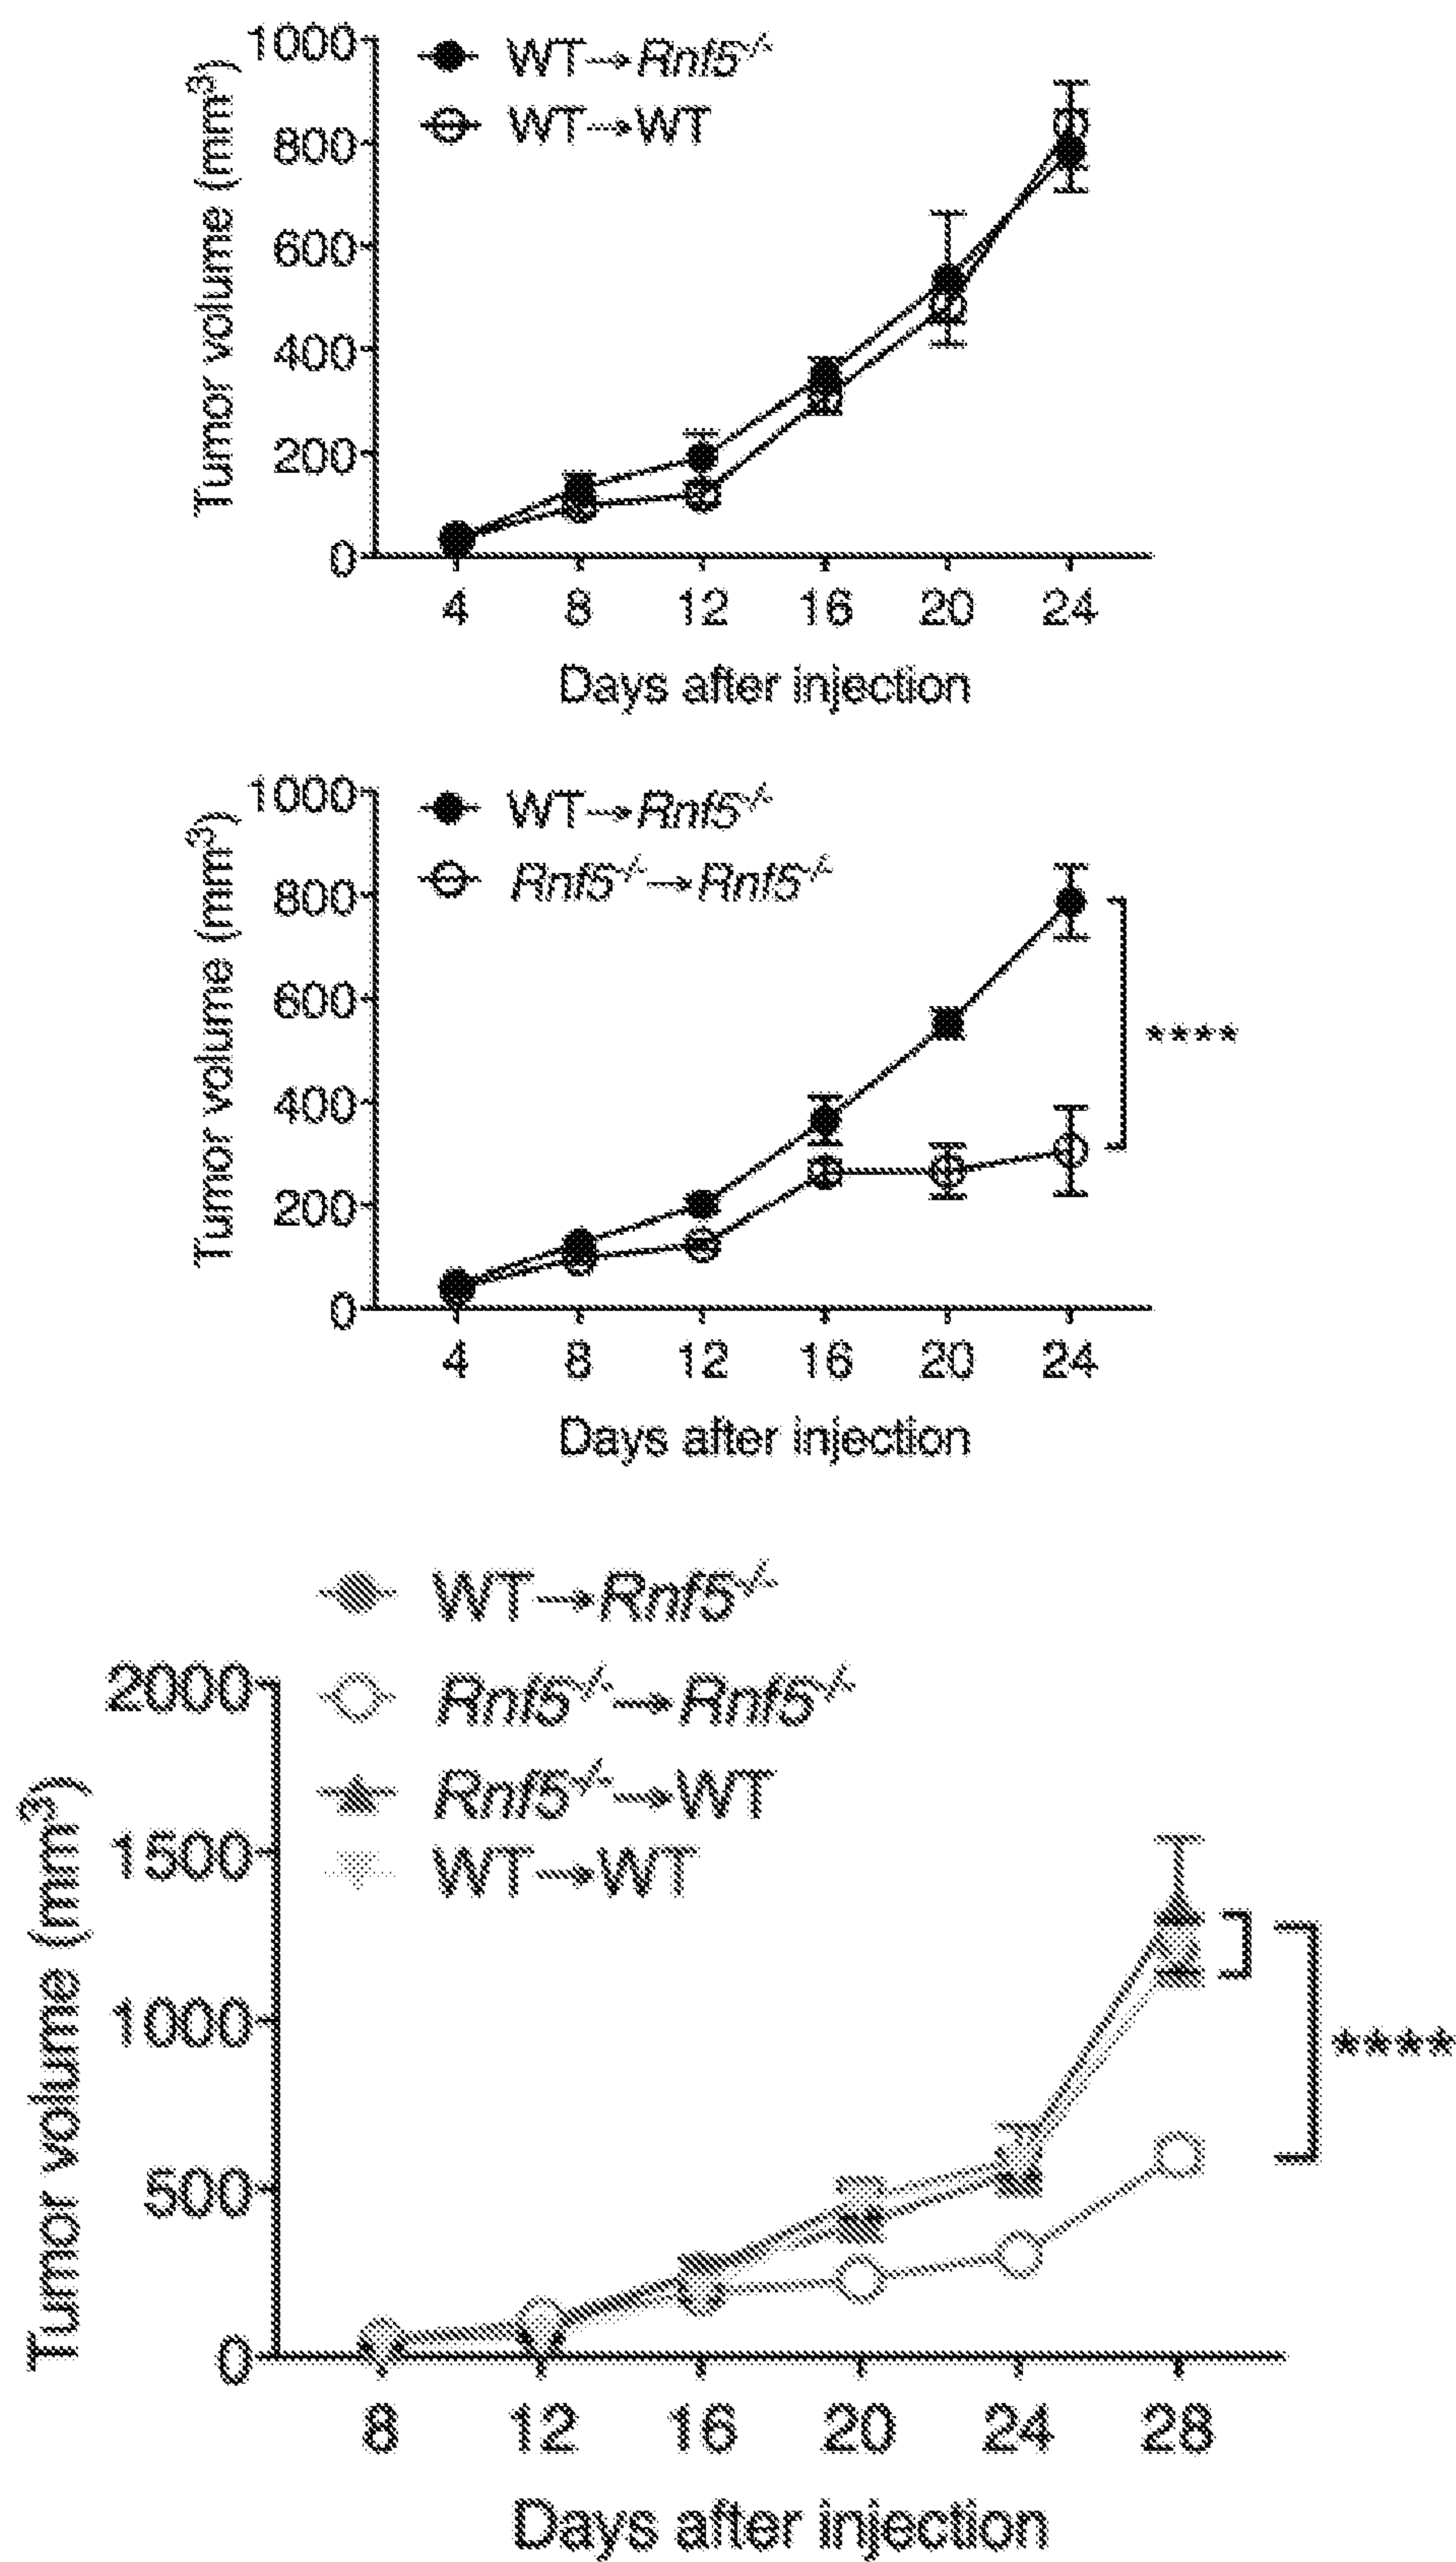 1000
800
600
400
200
0
Tumor volume (mm³)
WT→Rnf5-/-
WT→WT
4 8 12 16 20 24
Days after injection
1000
800
600
400
200
0
Tumor volume (mm³)
WT→Rnf5-/-
Rnf5-/-→Rnf5-/-
****
4 8 12 16 20 24
Days after injection
WT→Rnf5-/-
Rnf5-/-→Rnf5-/-
Rnf5-/-→WT
WT→WT
2000
1500
1000
500
0
Tumor volume (mm³)
****
8 12 16 20 24 28
Days after injection